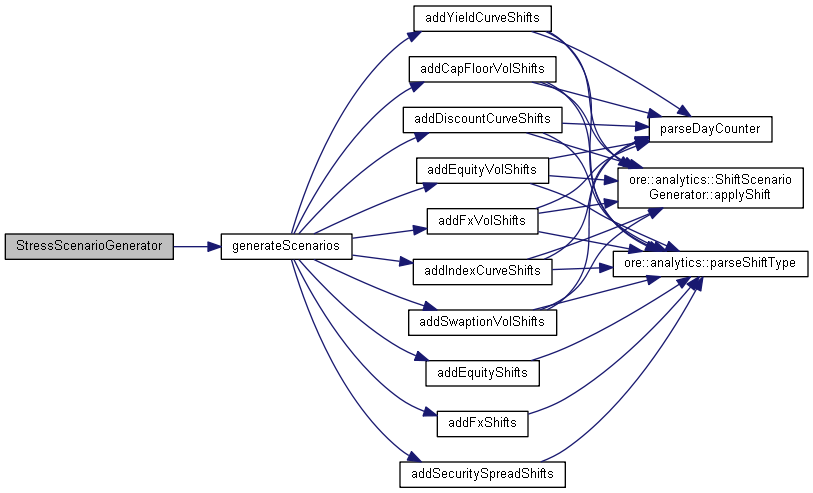 addYieldCurveShifts
addCapFloorVolShifts
addDiscountCurveShifts
parseDayCounter
addEquityVolShifts
ore::analytics::ShiftScenario
Generator::applyShift
addFxVolShifts
StressScenarioGenerator
generateScenarios
addIndexCurveShifts
ore::analytics::parseShiftType
addSwaptionVolShifts
addEquityShifts
addFxShifts
addSecuritySpreadShifts